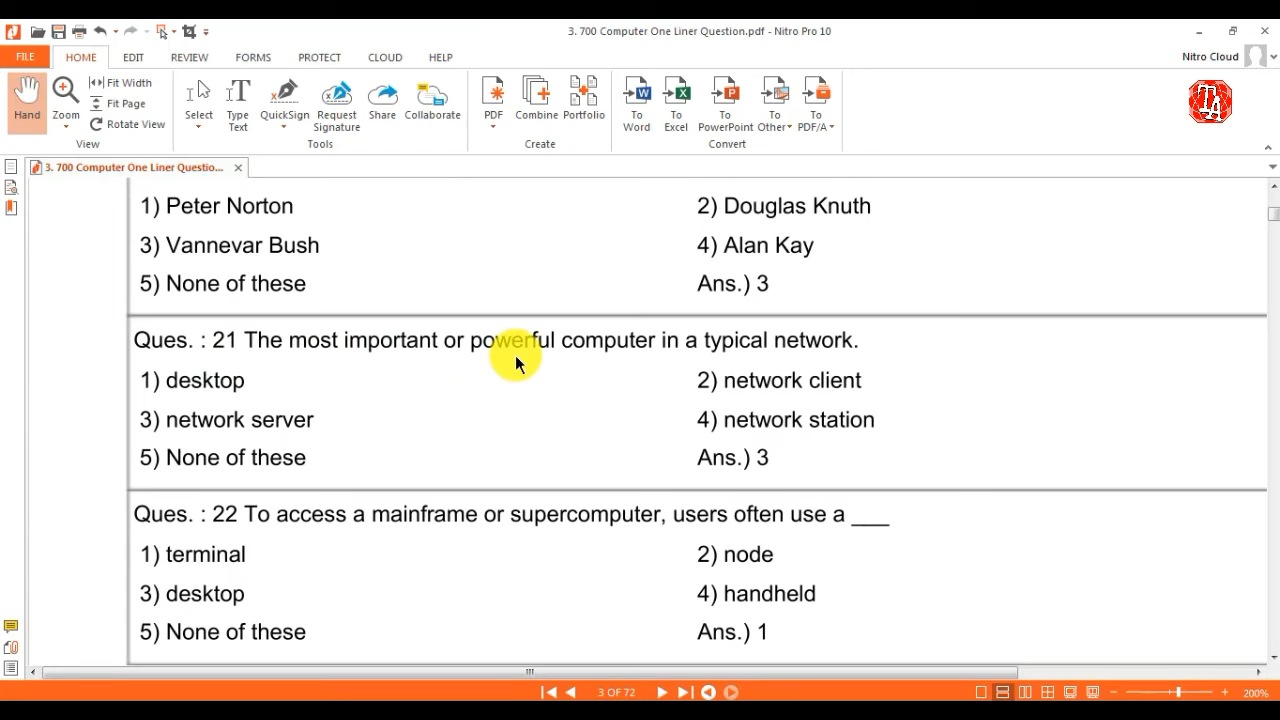 3. 700 Computer One Liner Question.pdf - Nitro Pro 10
FILE HOME EDIT REVIEW FORMS PROTECT CLOUD HELP Nitro Cloud
Hand Zoom Fit Width Fit Page Rotate View
View
Select Type Text QuickSign Request Signature Share Collaborate
Tools
PDF Combine Portfolio
Create
To Word To Excel To PowerPoint To Other To PDF/A
Convert
3. 700 Computer One Liner Questio...
1) Peter Norton 2) Douglas Knuth
3) Vannevar Bush 4) Alan Kay
5) None of these Ans.) 3
Ques. : 21 The most important or powerful computer in a typical network.
1) desktop 2) network client
3) network server 4) network station
5) None of these Ans.) 3
Ques. : 22 To access a mainframe or supercomputer, users often use a ___
1) terminal 2) node
3) desktop 4) handheld
5) None of these Ans.) 1
3 OF 72 200%